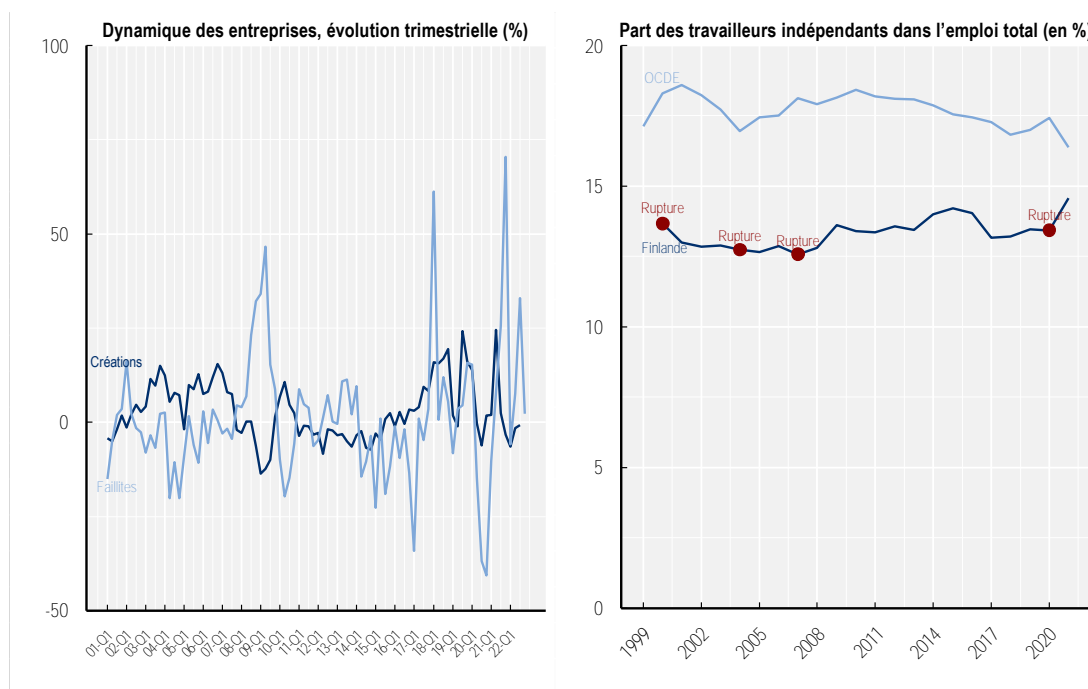 Dynamique des entreprises, évolution trimestrielle (%)
100
50
0
-50
Créations
Faillites
01-Q1
02-Q1
03-Q1
04-Q1
05-Q1
06-Q1
07-Q1
08-Q1
09-Q1
10-Q1
11-Q1
12-Q1
13-Q1
14-Q1
15-Q1
16-Q1
17-Q1
18-Q1
19-Q1
20-Q1
21-Q1
22-Q1
Part des travailleurs indépendants dans l'emploi total (en %)
20
15
10
5
0
OCDE
Rupture
Rupture
Rupture
Rupture
Finlande
1999
2002
2005
2008
2011
2014
2017
2020